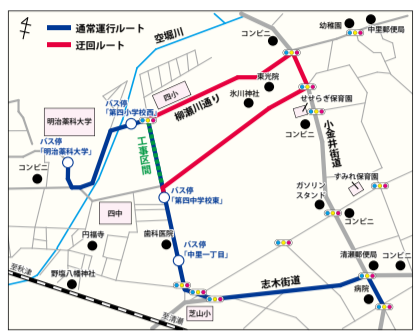 通常運行ルート
迂回ルート
空堀川
コンビニ
幼稚園
中里郵便局
四小
東光院
氷川神社
柳瀬川通り
せせらぎ保育園
コンビニ
小金井街道
バス停
「第四小学校西」
明治薬科大学
バス停
「明治薬科大学」
工事区間
コンビニ
すみれ保育園
ガソリン
スタンド
コンビニ
バス停
「第四中学校東」
四中
円福寺
歯科医院
バス停
「中里一丁目」
清瀬郵便局
コンビニ
至秋津
野塩八幡神社
志木街道
病院
至清瀬
芝山小